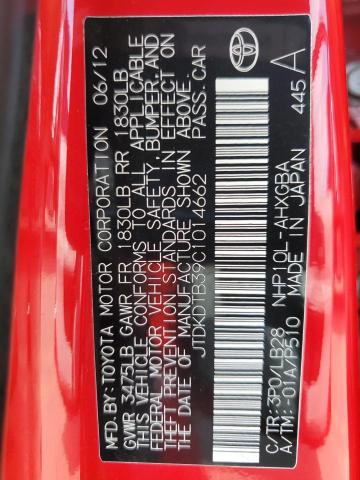 MFD.BY: TOYOTA MOTOR CORPORATION 06/12
GVWR 3475LB GAWR FR 1830LB RR 1830LB
THIS VEHICLE CONFORMS TO ALL APPLICABLE
FEDERAL MOTOR VEHICLE SAFETY, BUMPER, AND
THEFT PREVENTION STANDARDS IN EFFECT ON
THE DATE OF MANUFACTURE SHOWN ABOVE.
JTDKDTB39C1014662 PASS.CAR
C/TR: 3P0/LB28 NHP10L-AHXGBA
A/TM: -01A/P510 MADE IN JAPAN 445 A